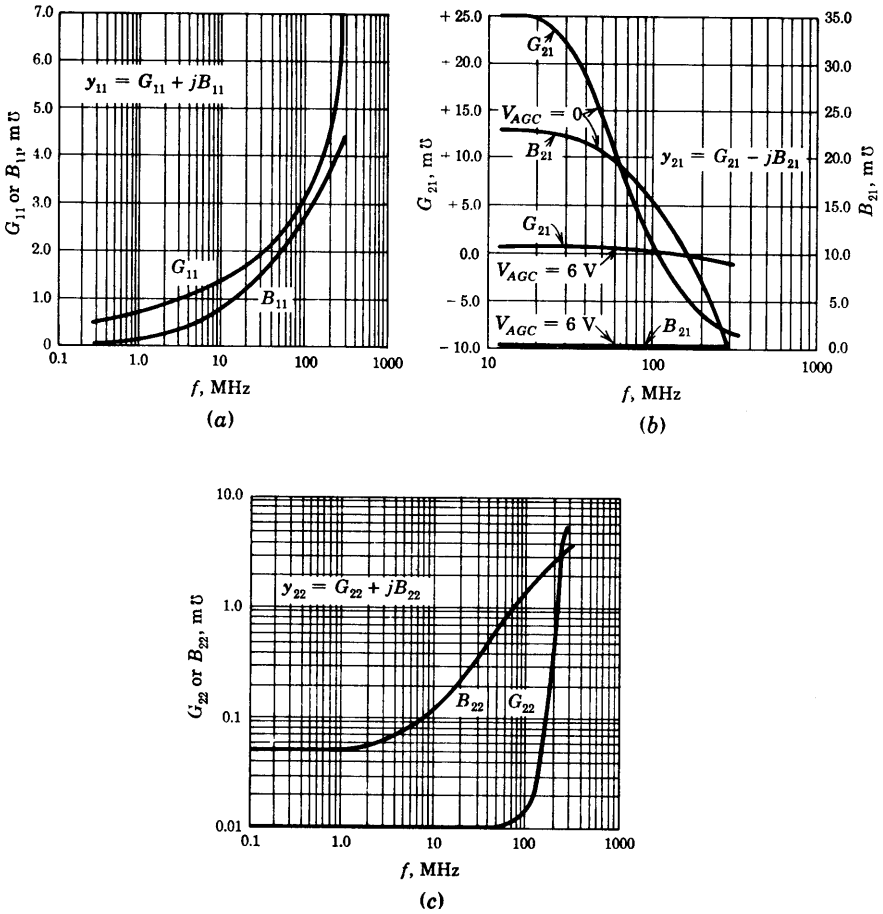 7.0
6.0
5.0
4.0
3.0
2.0
1.0
0
G₁₁ or B₁₁, m℧
y₁₁ = G₁₁ + jB₁₁
G₁₁
B₁₁
0.1 1.0 10 100 1000
f, MHz
(a)
+ 25.0
+ 20.0
+ 15.0
+ 10.0
+ 5.0
0.0
− 5.0
− 10.0
G₂₁, m℧
G₂₁
V_AGC = 0
B₂₁
y₂₁ = G₂₁ − jB₂₁
G₂₁
V_AGC = 6 V
V_AGC = 6 V
B₂₁
35.0
30.0
25.0
20.0
15.0
10.0
5.0
0.0
B₂₁, m℧
10 100 1000
f, MHz
(b)
10.0
1.0
0.1
0.01
G₂₂ or B₂₂, m℧
y₂₂ = G₂₂ + jB₂₂
B₂₂ G₂₂
0.1 1.0 10 100 1000
f, MHz
(c)